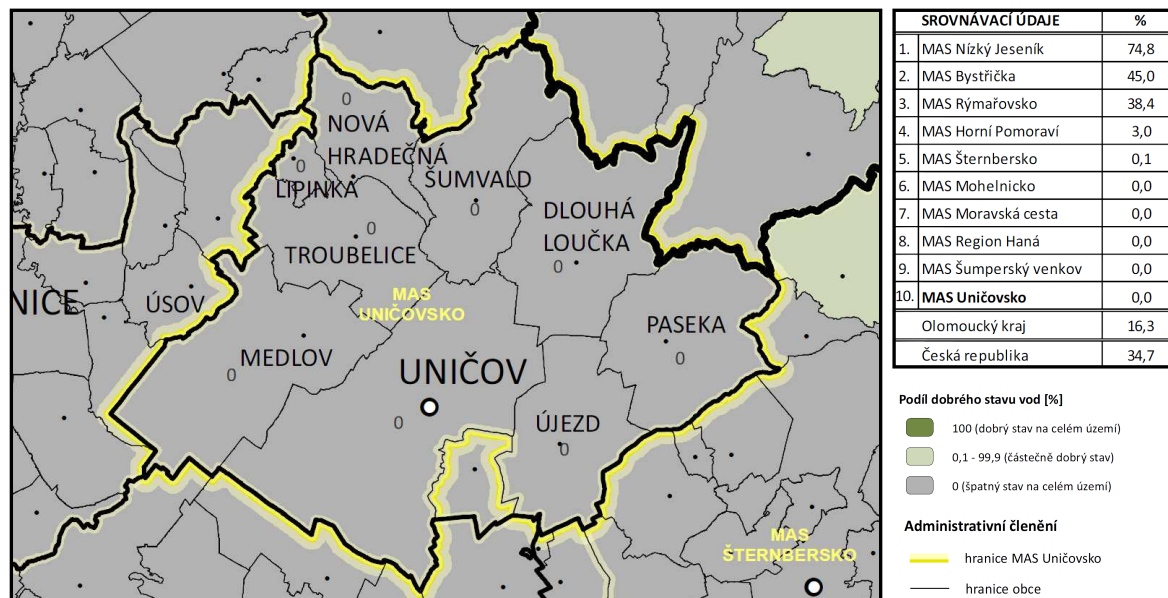 0
NOVÁ
HRADEČNÁ
0
LIPINKA
ŠUMVALD
0
0
DLOUHÁ
LOUČKA
0
TROUBELICE
NICE
ÚSOV
MAS
UNIČOVSKO
PASEKA
0
MEDLOV
0
UNIČOV
0
ÚJEZD
0
MAS
ŠTERNBERSKO
SROVNÁVACÍ ÚDAJE %
1. MAS Nízký Jeseník 74,8
2. MAS Bystřička 45,0
3. MAS Rýmařovsko 38,4
4. MAS Horní Pomoraví 3,0
5. MAS Šternbersko 0,1
6. MAS Mohelnicko 0,0
7. MAS Moravská cesta 0,0
8. MAS Region Haná 0,0
9. MAS Šumperský venkov 0,0
10. MAS Uničovsko 0,0
Olomoucký kraj 16,3
Česká republika 34,7
Podíl dobrého stavu vod [%]
100 (dobrý stav na celém území)
0,1 - 99,9 (částečně dobrý stav)
0 (špatný stav na celém území)
Administrativní členění
hranice MAS Uničovsko
hranice obce